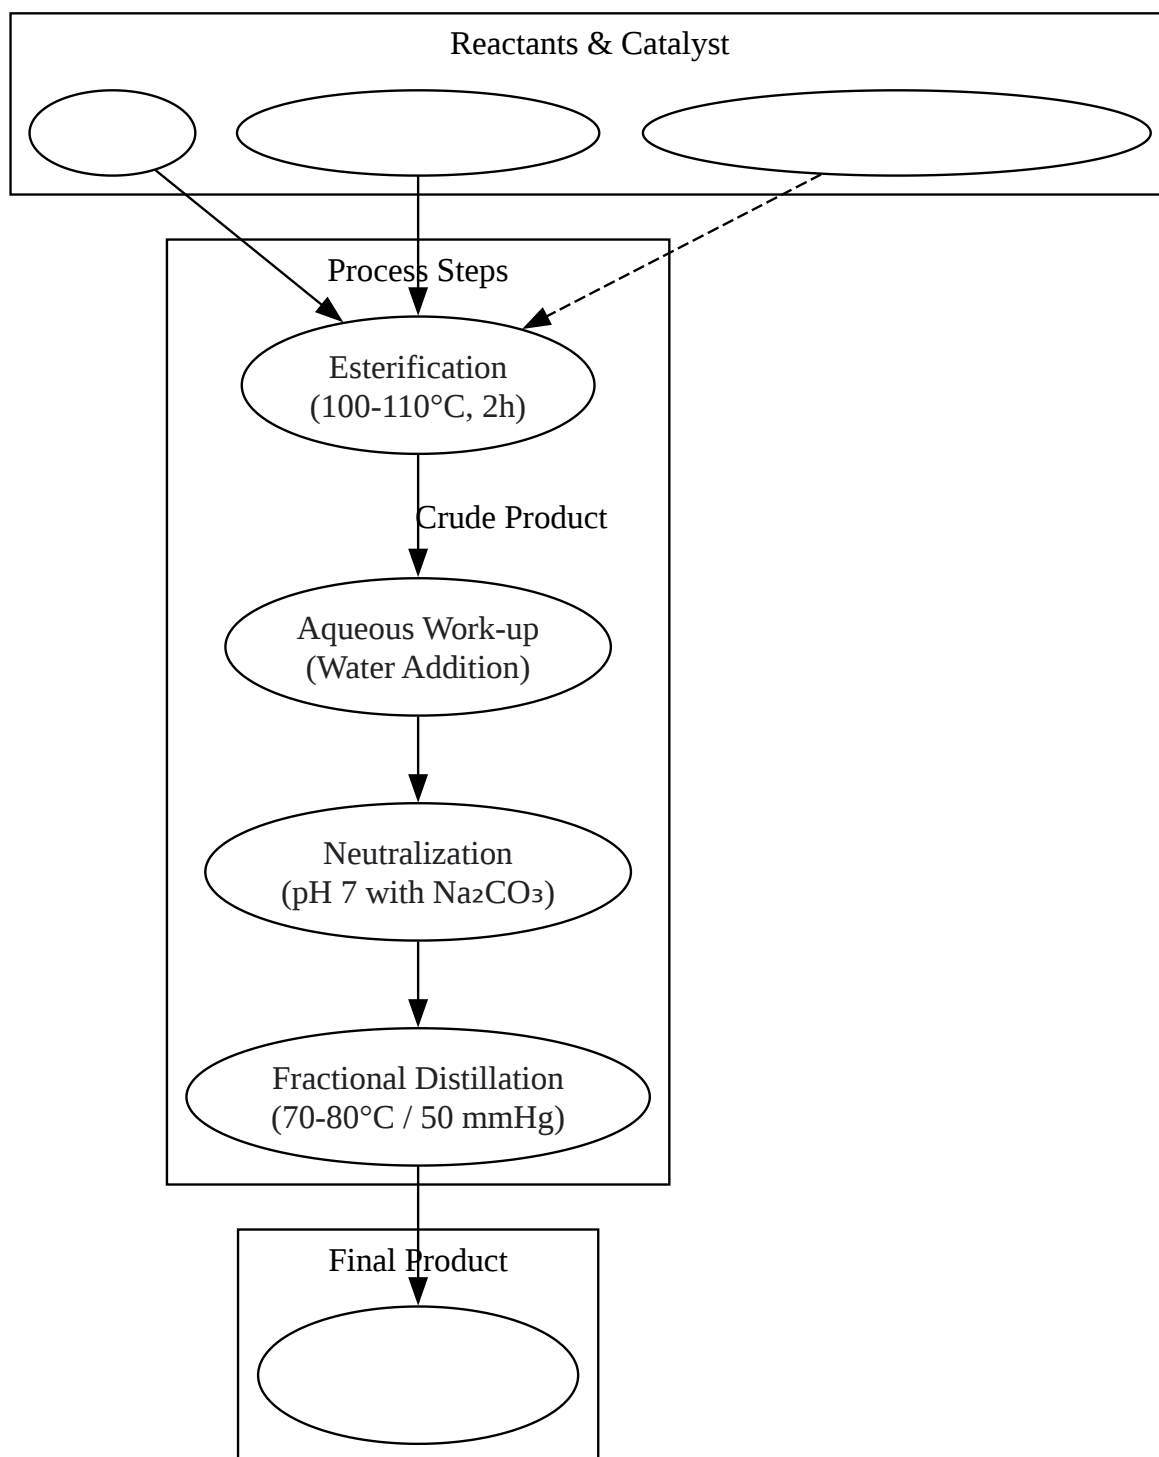 Reactants & Catalyst
Process Steps
Esterification
(100-110°C, 2h)
Crude Product
Aqueous Work-up
(Water Addition)
Neutralization
(pH 7 with Na₂CO₃)
Fractional Distillation
(70-80°C / 50 mmHg)
Final Product